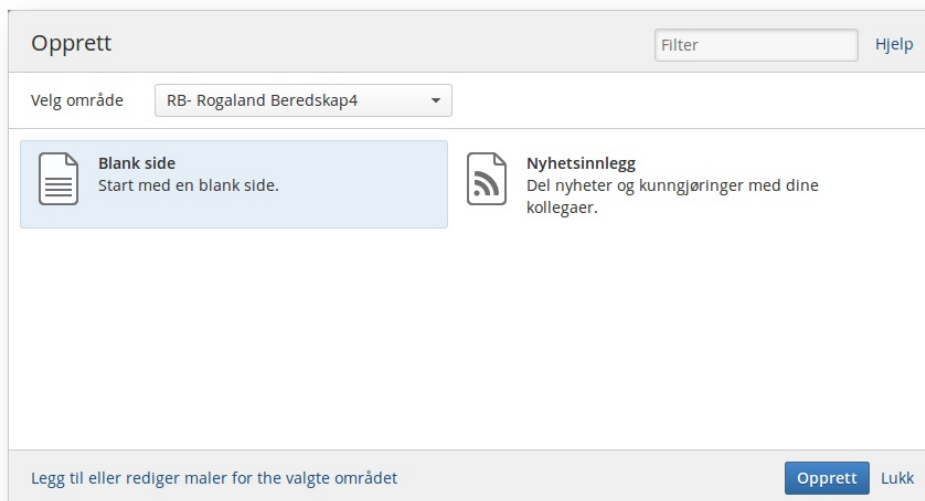 Opprett
Filter
Hjelp
Velg område
RB- Rogaland Beredskap4
Blank side
Start med en blank side.
Nyhetsinnlegg
Del nyheter og kunngjøringer med dine
kollegaer.
Legg til eller rediger maler for the valgte området
Opprett
Lukk